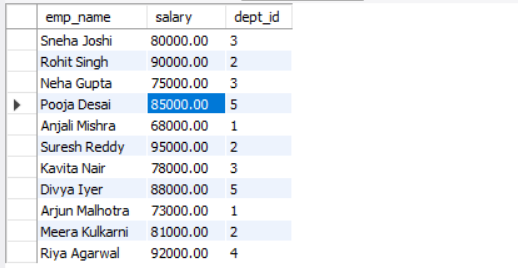 emp_name salary dept_id
Sneha Joshi 80000.00 3
Rohit Singh 90000.00 2
Neha Gupta 75000.00 3
Pooja Desai 85000.00 5
Anjali Mishra 68000.00 1
Suresh Reddy 95000.00 2
Kavita Nair 78000.00 3
Divya Iyer 88000.00 5
Arjun Malhotra 73000.00 1
Meera Kulkarni 81000.00 2
Riya Agarwal 92000.00 4